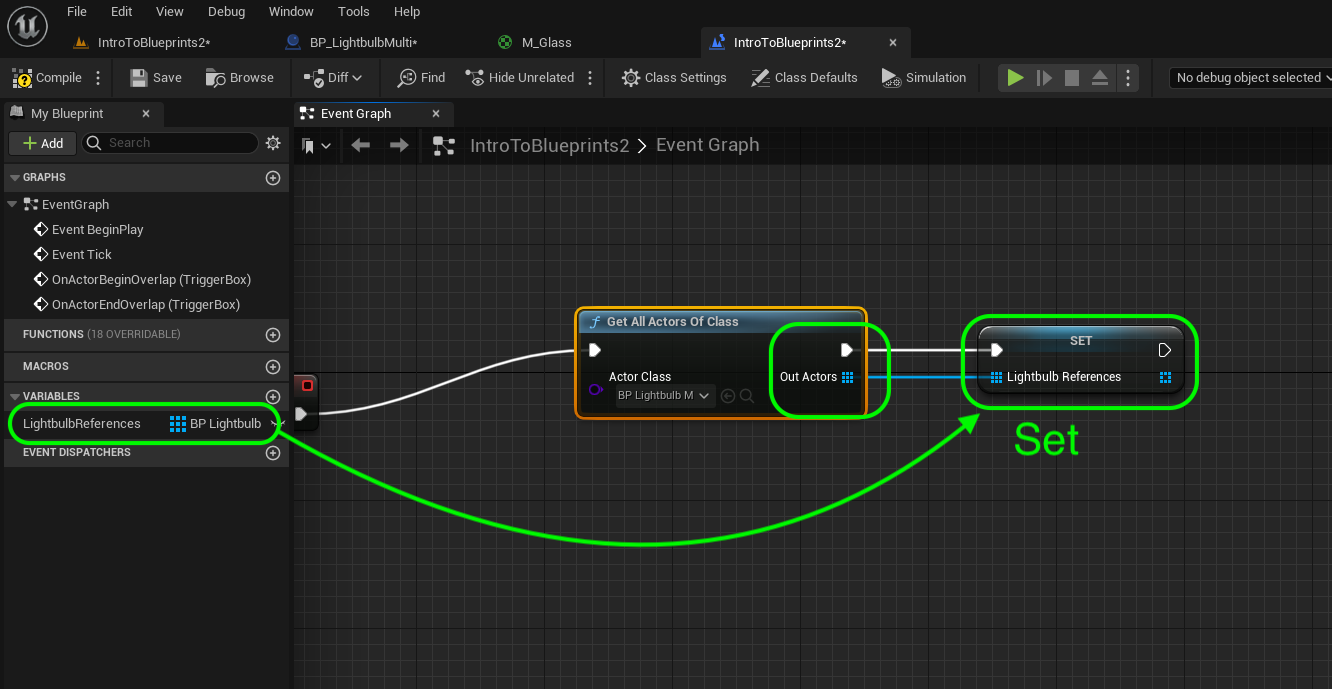 File Edit View Debug Window Tools Help
IntroToBlueprints2* BP_LightbulbMulti* M_Glass IntroToBlueprints2*
Compile Save Browse Diff Find Hide Unrelated Class Settings Class Defaults Simulation No debug object selected
My Blueprint Event Graph
Add Search IntroToBlueprints2 > Event Graph
GRAPHS
EventGraph
Event BeginPlay
Event Tick
OnActorBeginOverlap (TriggerBox)
OnActorEndOverlap (TriggerBox)
FUNCTIONS (18 OVERRIDABLE)
MACROS
VARIABLES
LightbulbReferences BP Lightbulb
EVENT DISPATCHERS
f Get All Actors Of Class
Actor Class
BP Lightbulb M
Out Actors
SET
Lightbulb References
Set